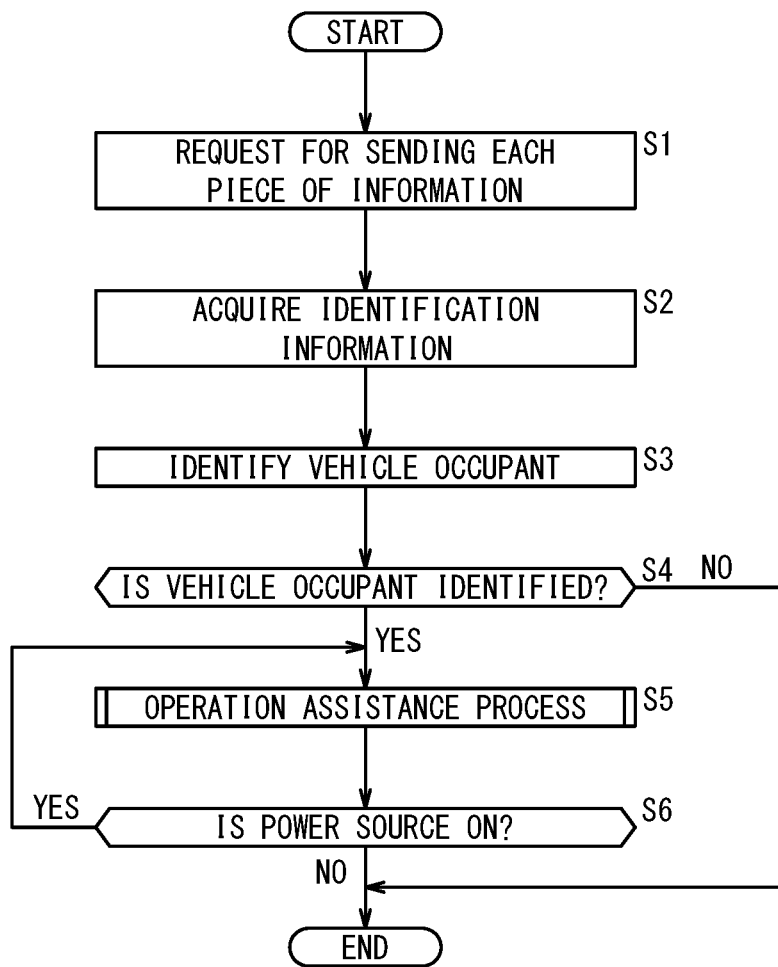 START
REQUEST FOR SENDING EACH
PIECE OF INFORMATION
S1
ACQUIRE IDENTIFICATION
INFORMATION
S2
IDENTIFY VEHICLE OCCUPANT
S3
IS VEHICLE OCCUPANT IDENTIFIED?
S4
NO
YES
OPERATION ASSISTANCE PROCESS
S5
YES
IS POWER SOURCE ON?
S6
NO
END